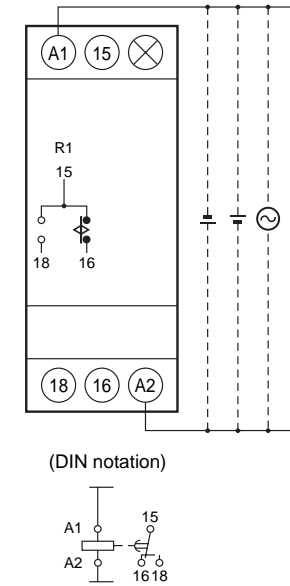 A1 15
R1
15
18 16
18 16 A2
(DIN notation)
15
A1
A2
16 18